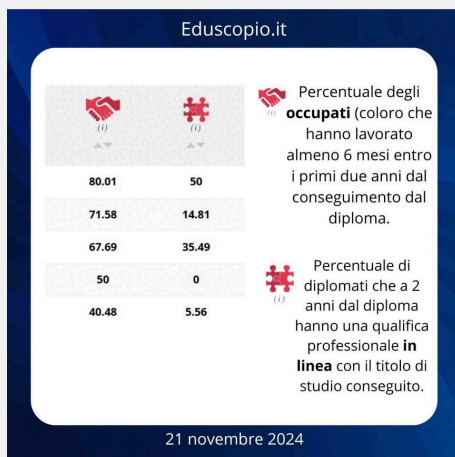 Eduscopio.it
(i) (i)
80.01 50
71.58 14.81
67.69 35.49
50 0
40.48 5.56
(i)
Percentuale degli
occupati (coloro che
hanno lavorato
almeno 6 mesi entro
i primi due anni dal
conseguimento dal
diploma.
(i)
Percentuale di
diplomati che a 2
anni dal diploma
hanno una qualifica
professionale in
linea con il titolo di
studio conseguito.
21 novembre 2024